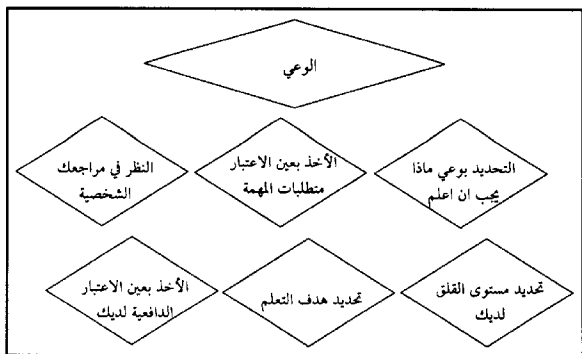 الوعي
التحديد بوعي ماذا
يجب ان اعلم
الأخذ بعين الاعتبار
متطلبات المهمة
النظر في مراجعك
الشخصية
تحديد مستوى القلق
لديك
تحديد هدف التعلم
الأخذ بعين الاعتبار
الدافعية لديك